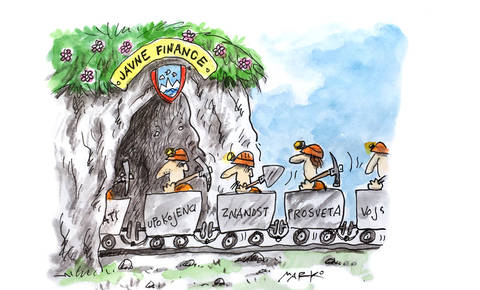 JAVNE FINANCE
UPOKOJENCI
ZNANOST
PROSVETA
VOJS
MARKO